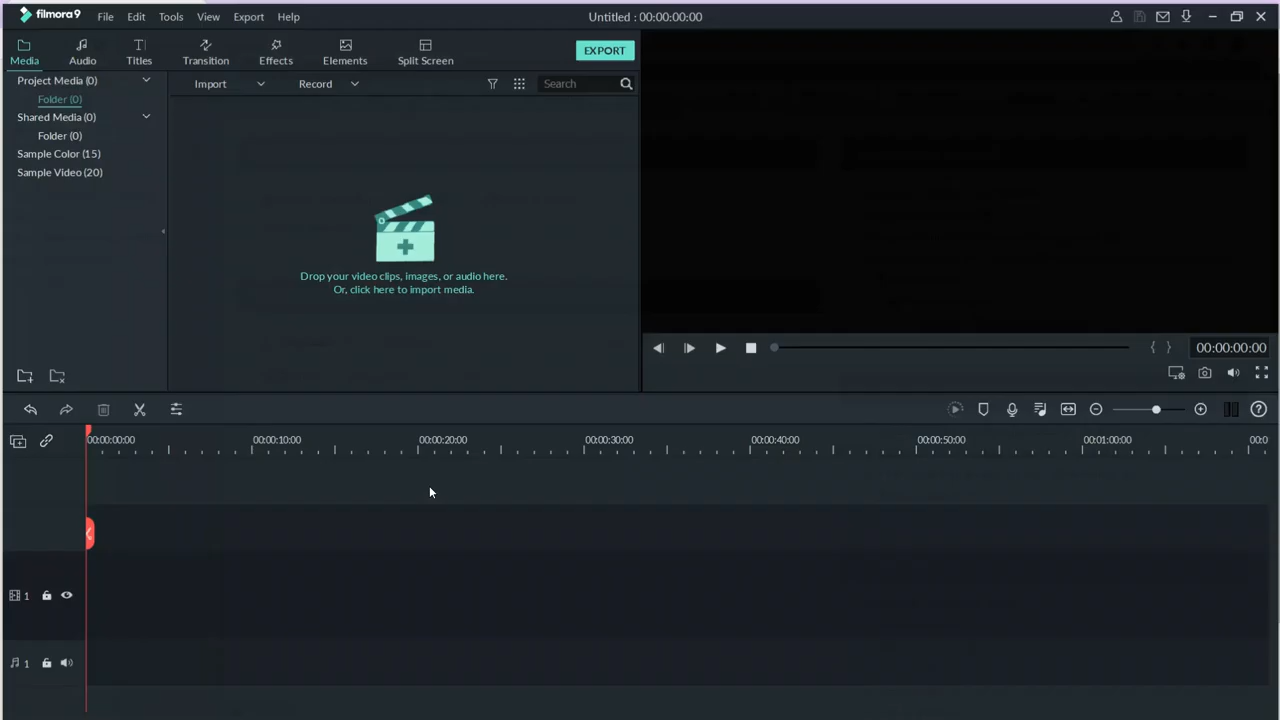 filmora9 File Edit Tools View Export Help Untitled : 00:00:00:00
Media Audio Titles Transition Effects Elements Split Screen EXPORT
Project Media (0)
Folder (0)
Shared Media (0)
Folder (0)
Sample Color (15)
Sample Video (20)
Import Record Search
Drop your video clips, images, or audio here.
Or, click here to import media.
00:00:00:00
00:00:00:00 00:00:10:00 00:00:20:00 00:00:30:00 00:00:40:00 00:00:50:00 00:01:00:00 00:0
1
1